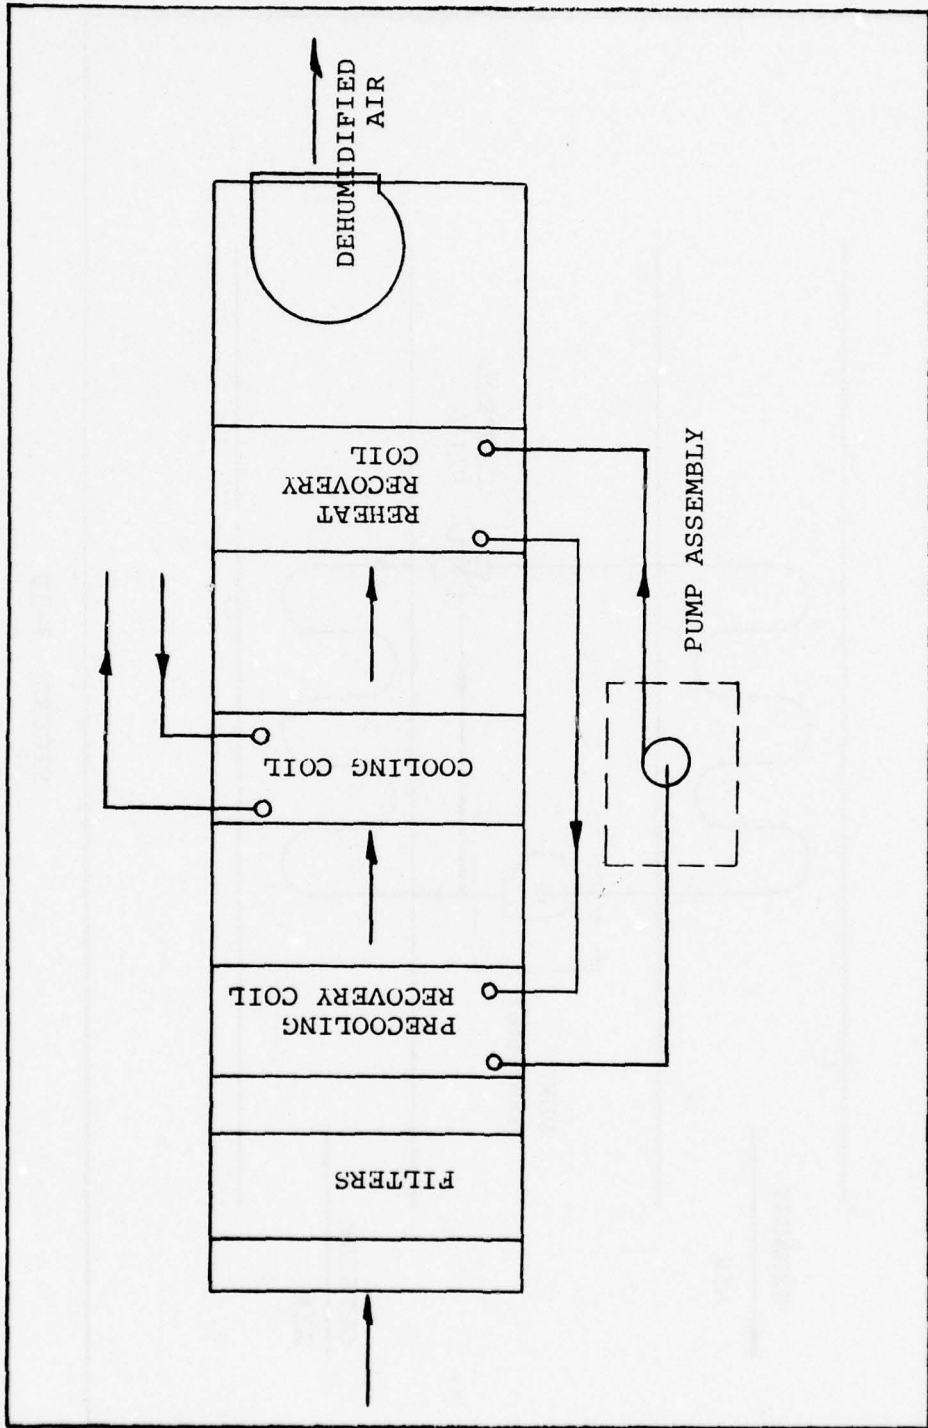 FILTERS
PRECOOLING
RECOVERY COIL
COOLING COIL
REHEAT
RECOVERY
COIL
DEHUMIDIFIED
AIR
PUMP ASSEMBLY